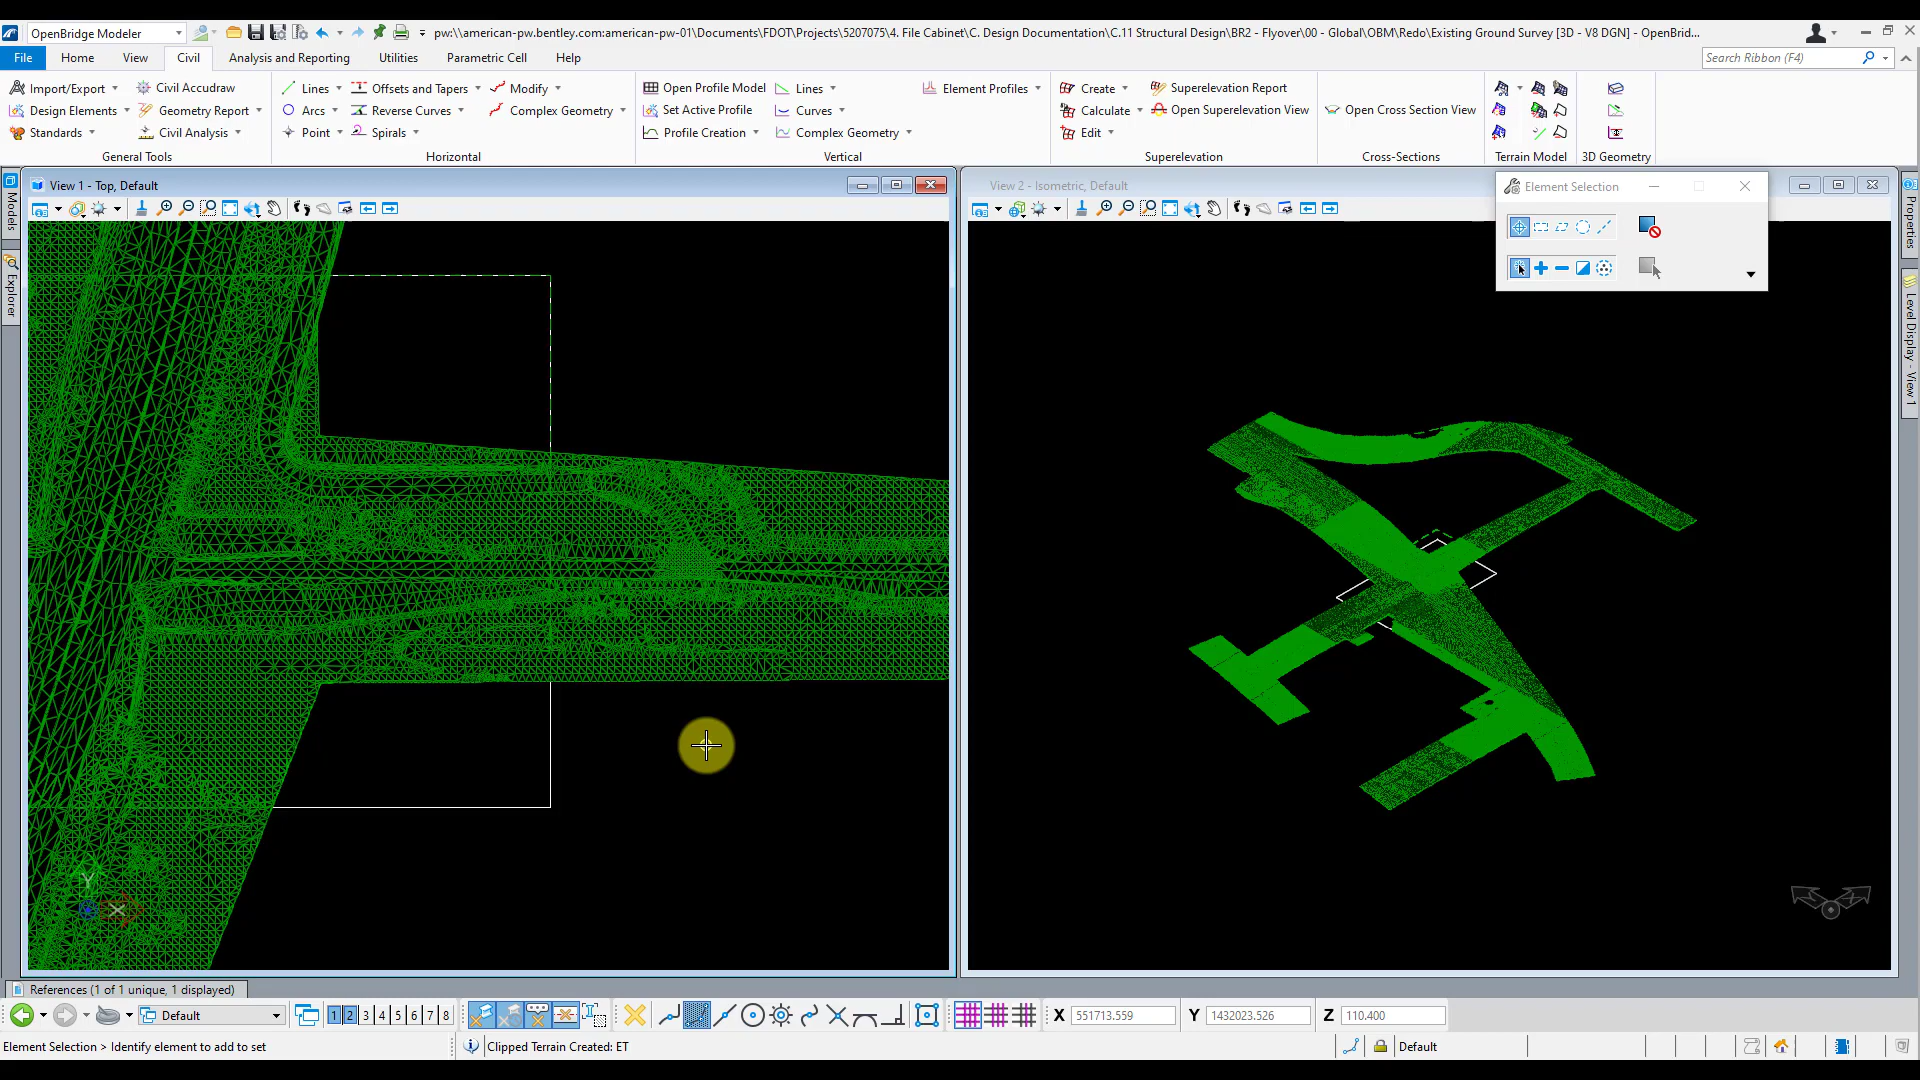 OpenBridge Modeler
pw:\\american-pw.bentley.com:american-pw-01\Documents\FDOT\Projects\5207075\4. File Cabinet\C. Design Documentation\C.11 Structural Design\BR2 - Flyover\00 - Global\OBM\Redo\Existing Ground Survey [3D - V8 DGN] - OpenBrid...
File Home View Civil Analysis and Reporting Utilities Parametric Cell Help
Search Ribbon (F4)
Import/Export Civil Accudraw Lines Offsets and Tapers Modify Open Profile Model Lines Element Profiles Create Superelevation Report
Design Elements Geometry Report Arcs Reverse Curves Complex Geometry Set Active Profile Curves Calculate Open Superelevation View Open Cross Section View
Standards Civil Analysis Point Spirals Profile Creation Complex Geometry Edit
General Tools Horizontal Vertical Superelevation Cross-Sections Terrain Model 3D Geometry
View 1 - Top, Default
View 2 - Isometric, Default
Element Selection
Models
Explorer
Properties
Level Display - View 1
Y
X
References (1 of 1 unique, 1 displayed)
Default 1 2 3 4 5 6 7 8 X 551713.559 Y 1432023.526 Z 110.400
Element Selection > Identify element to add to set Clipped Terrain Created: ET Default